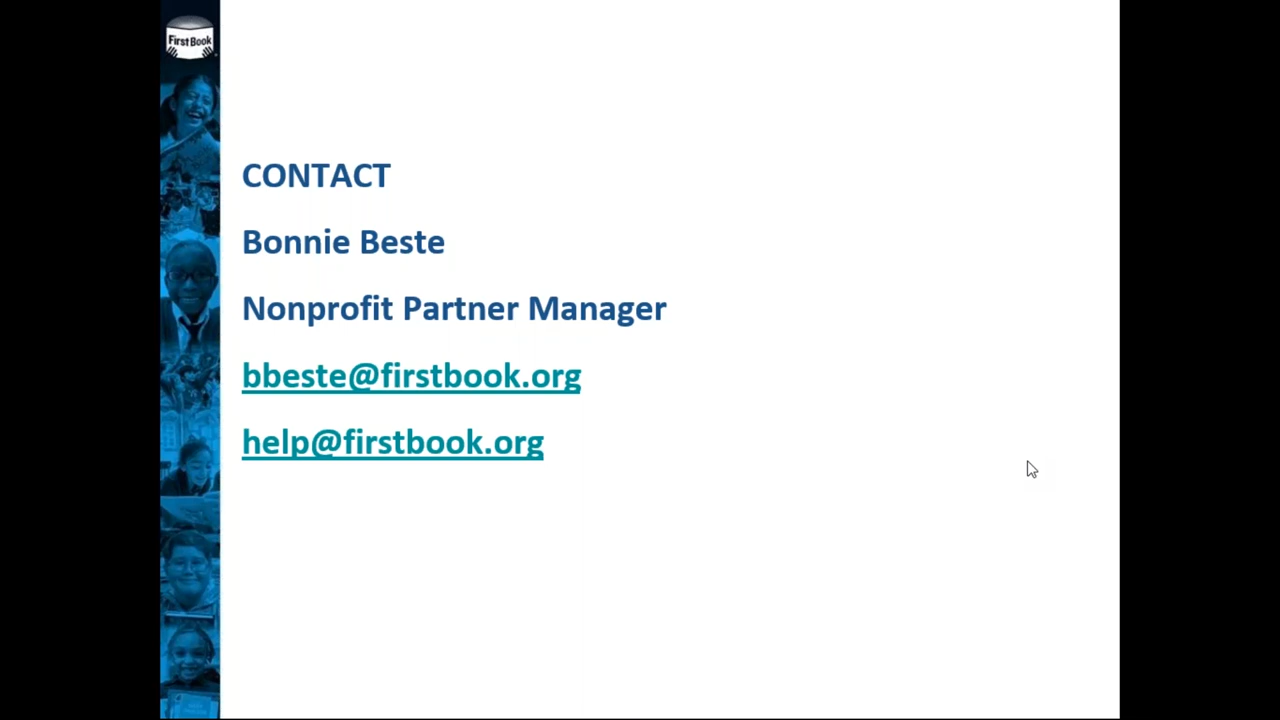 First Book
CONTACT
Bonnie Beste
Nonprofit Partner Manager
bbeste@firstbook.org
help@firstbook.org